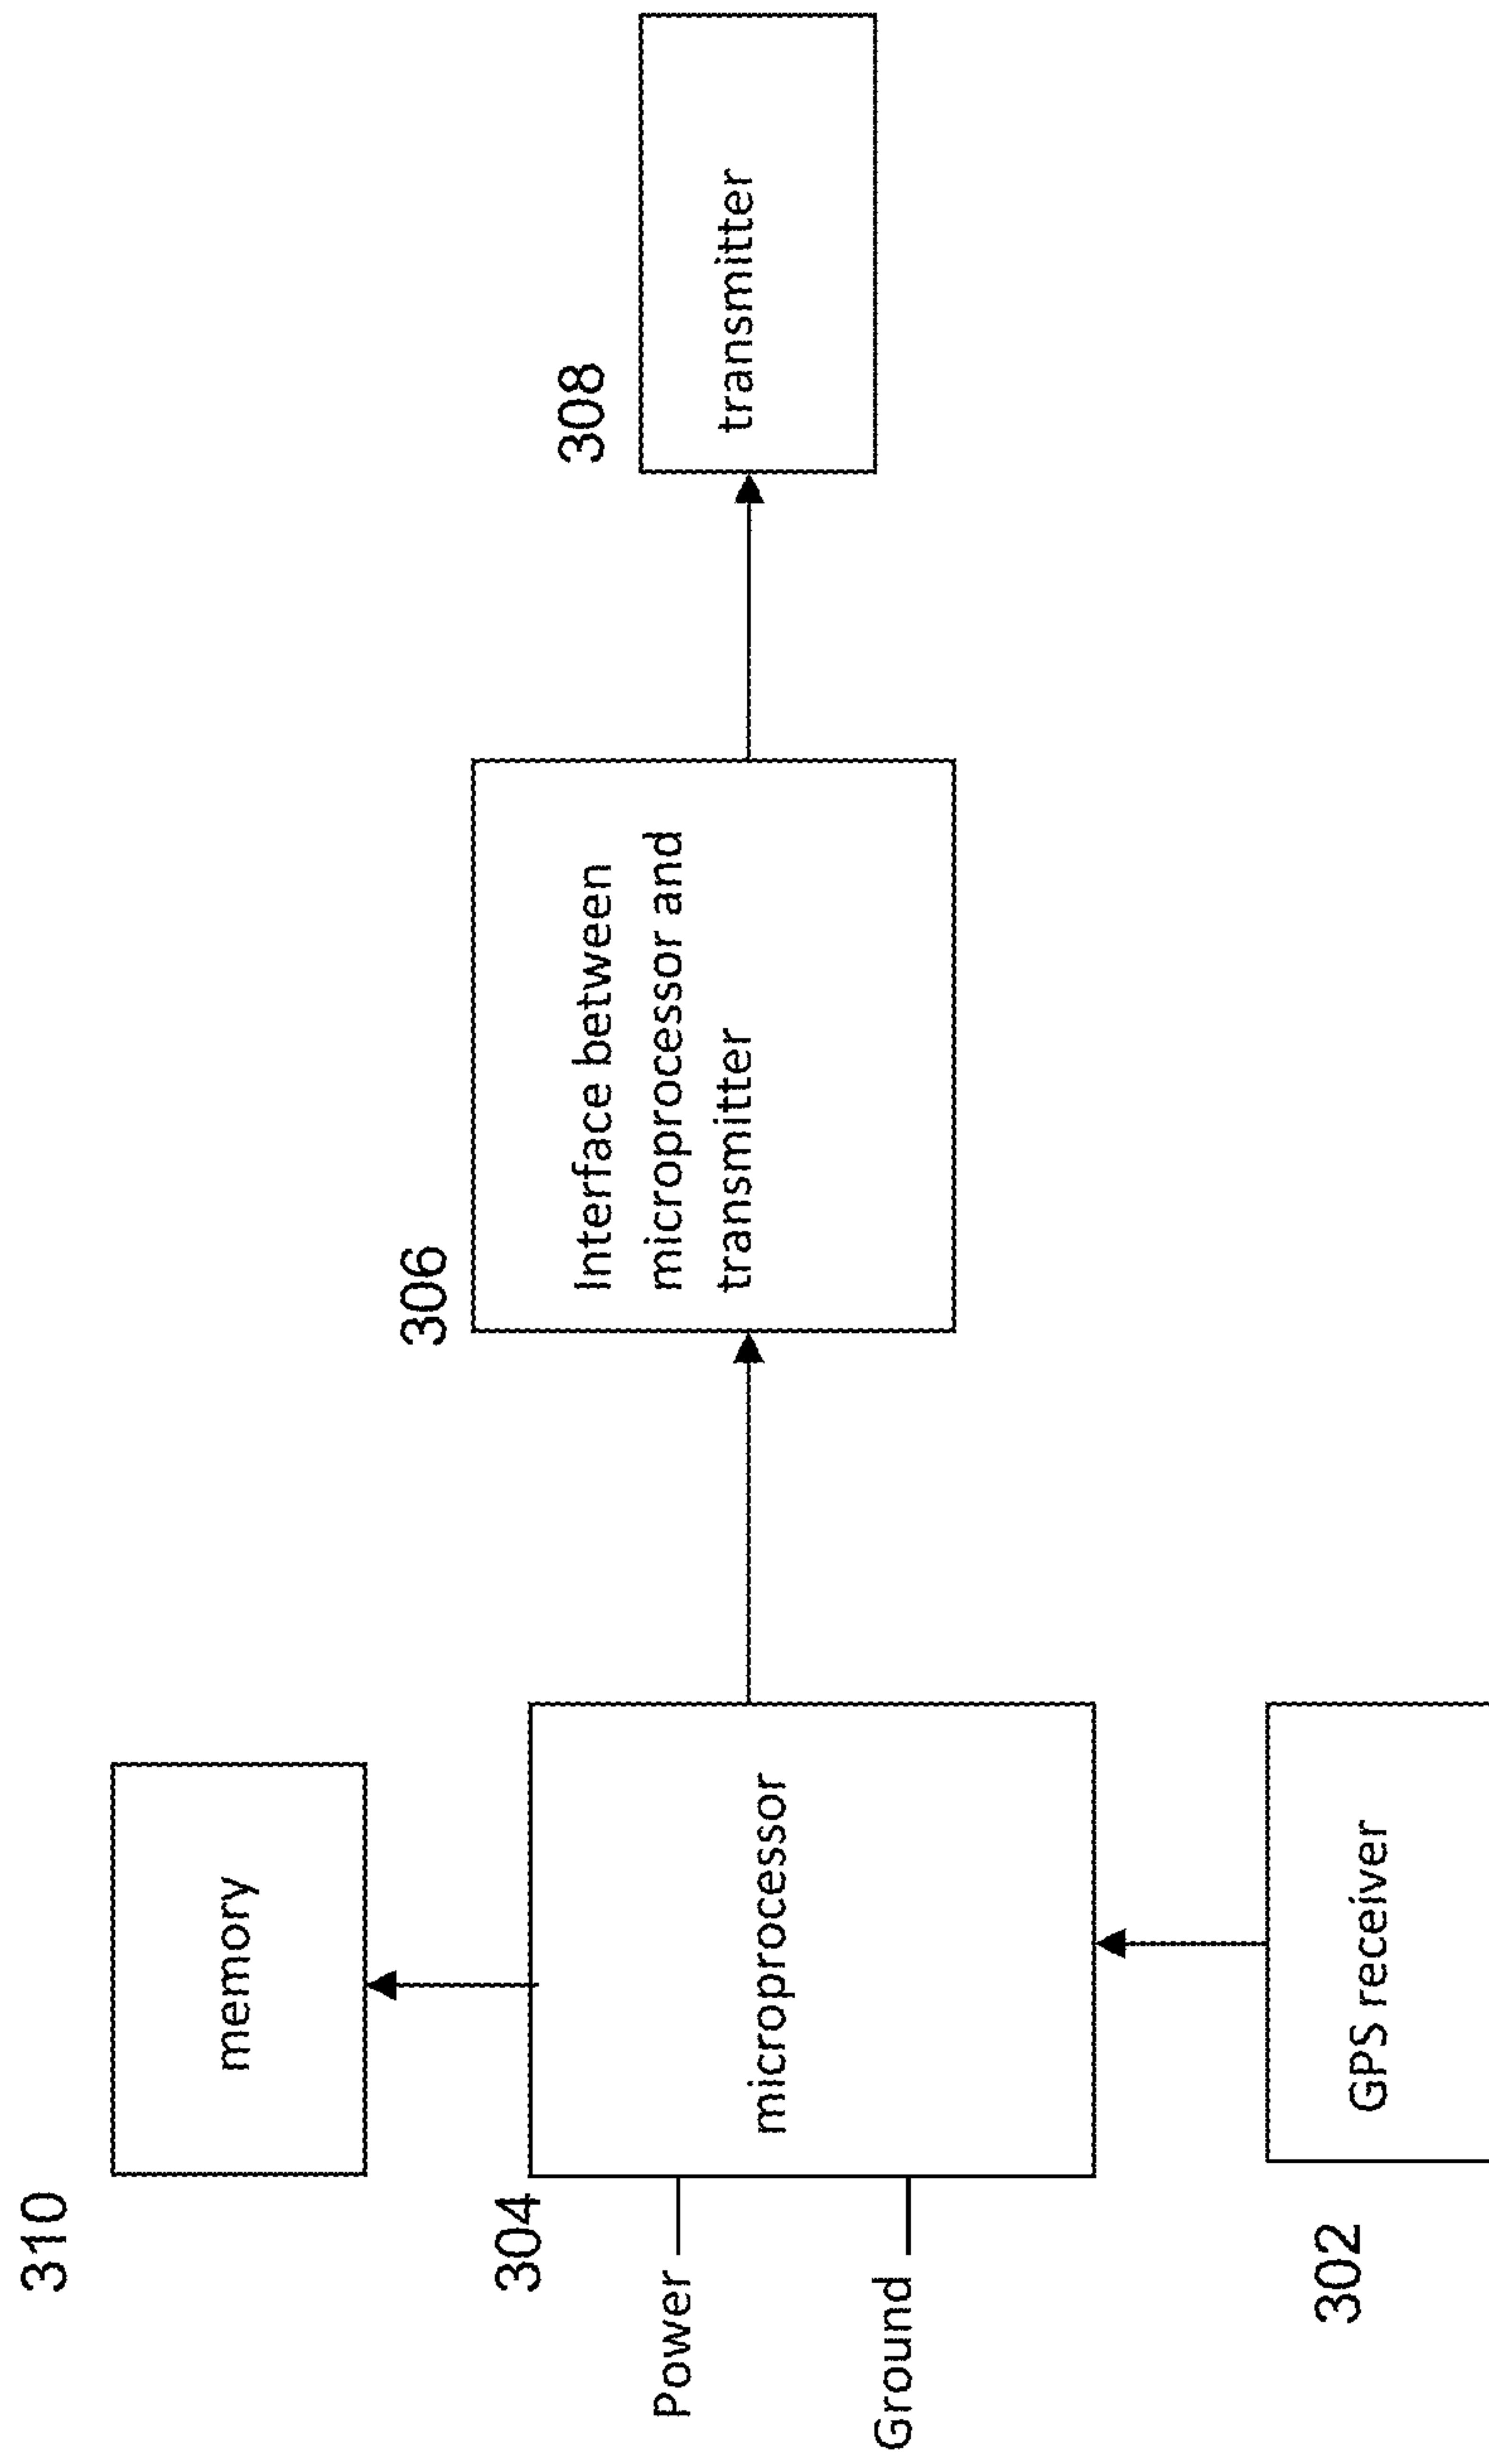 310
memory
304
microprocessor
Power
Ground
302
GPS receiver
306
Interface between
microprocessor and
transmitter
308
transmitter